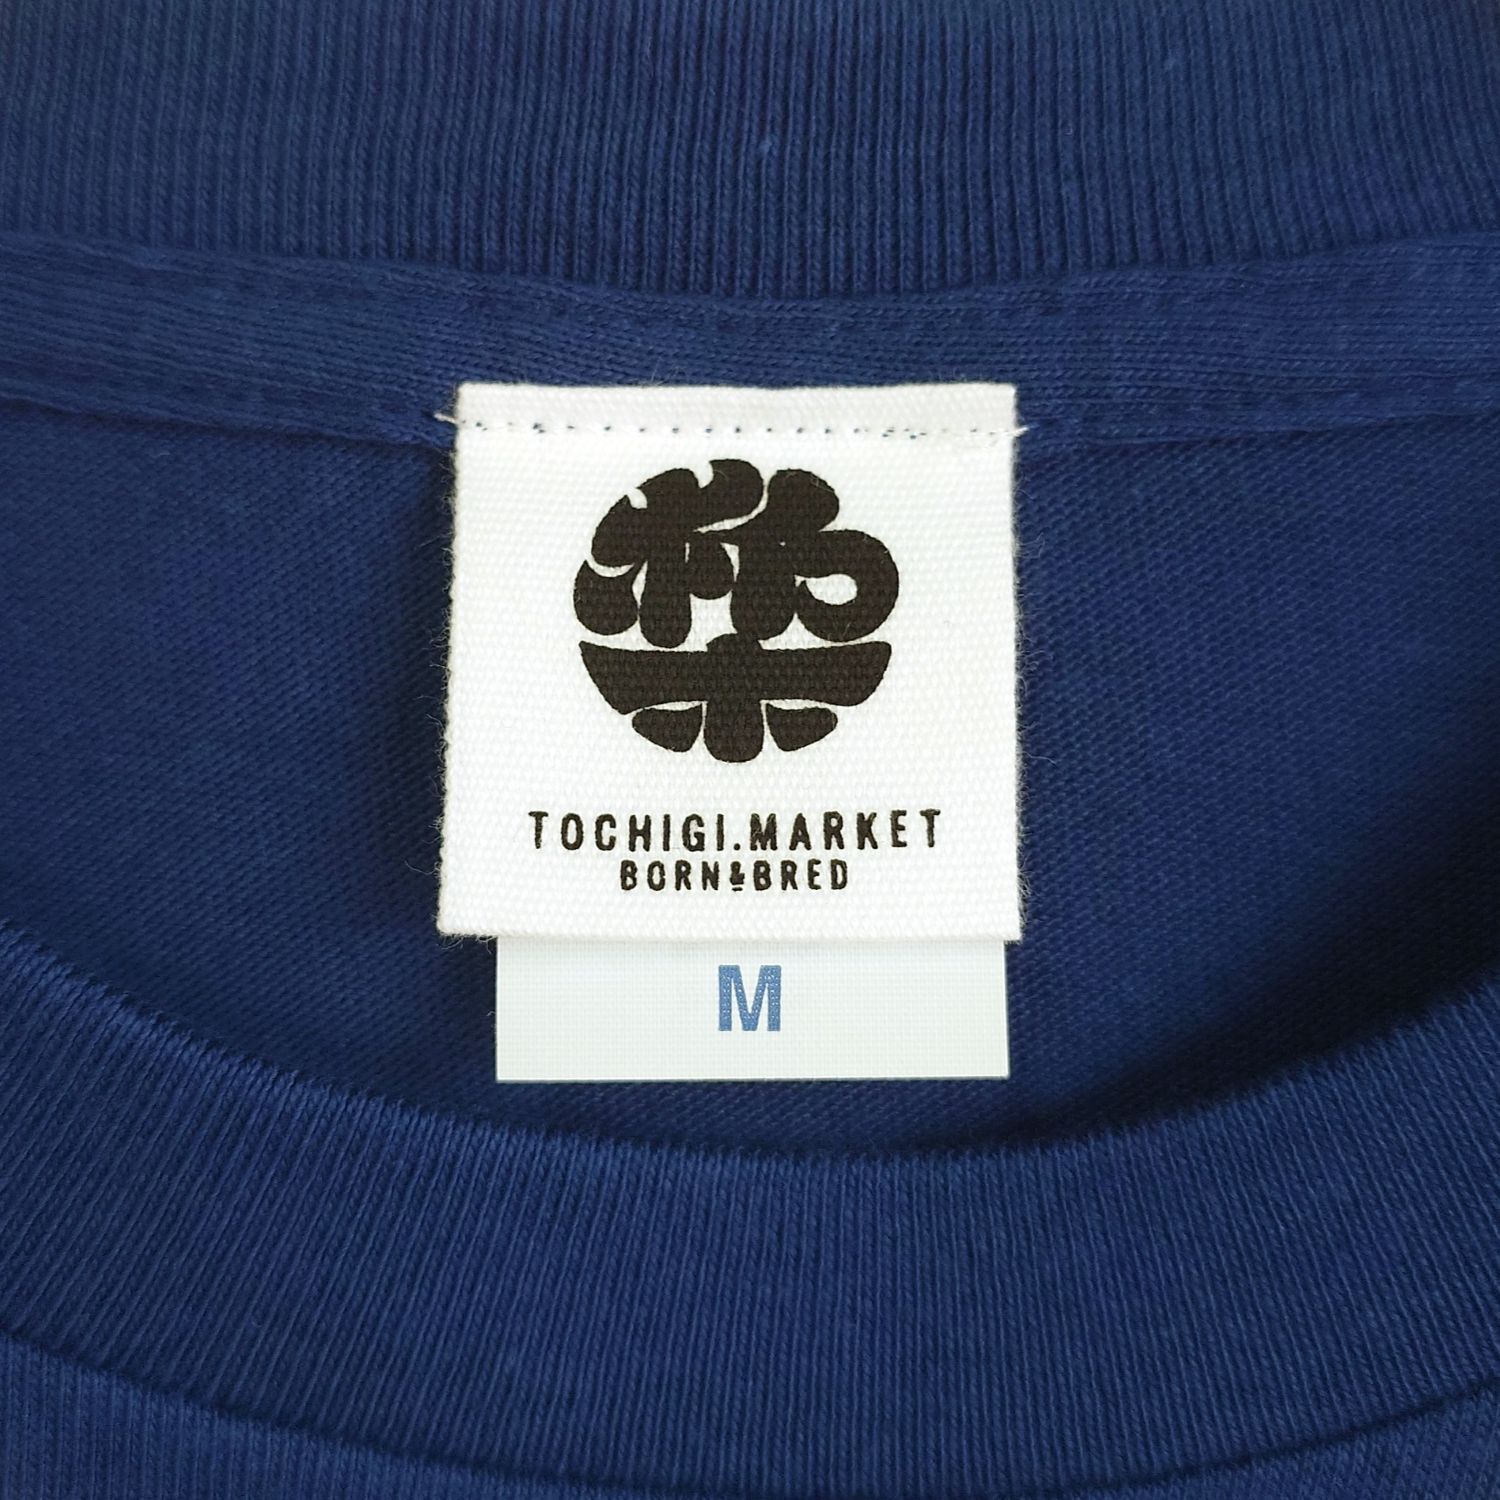 栃木
TOCHIGI.MARKET
BORN&BRED
M